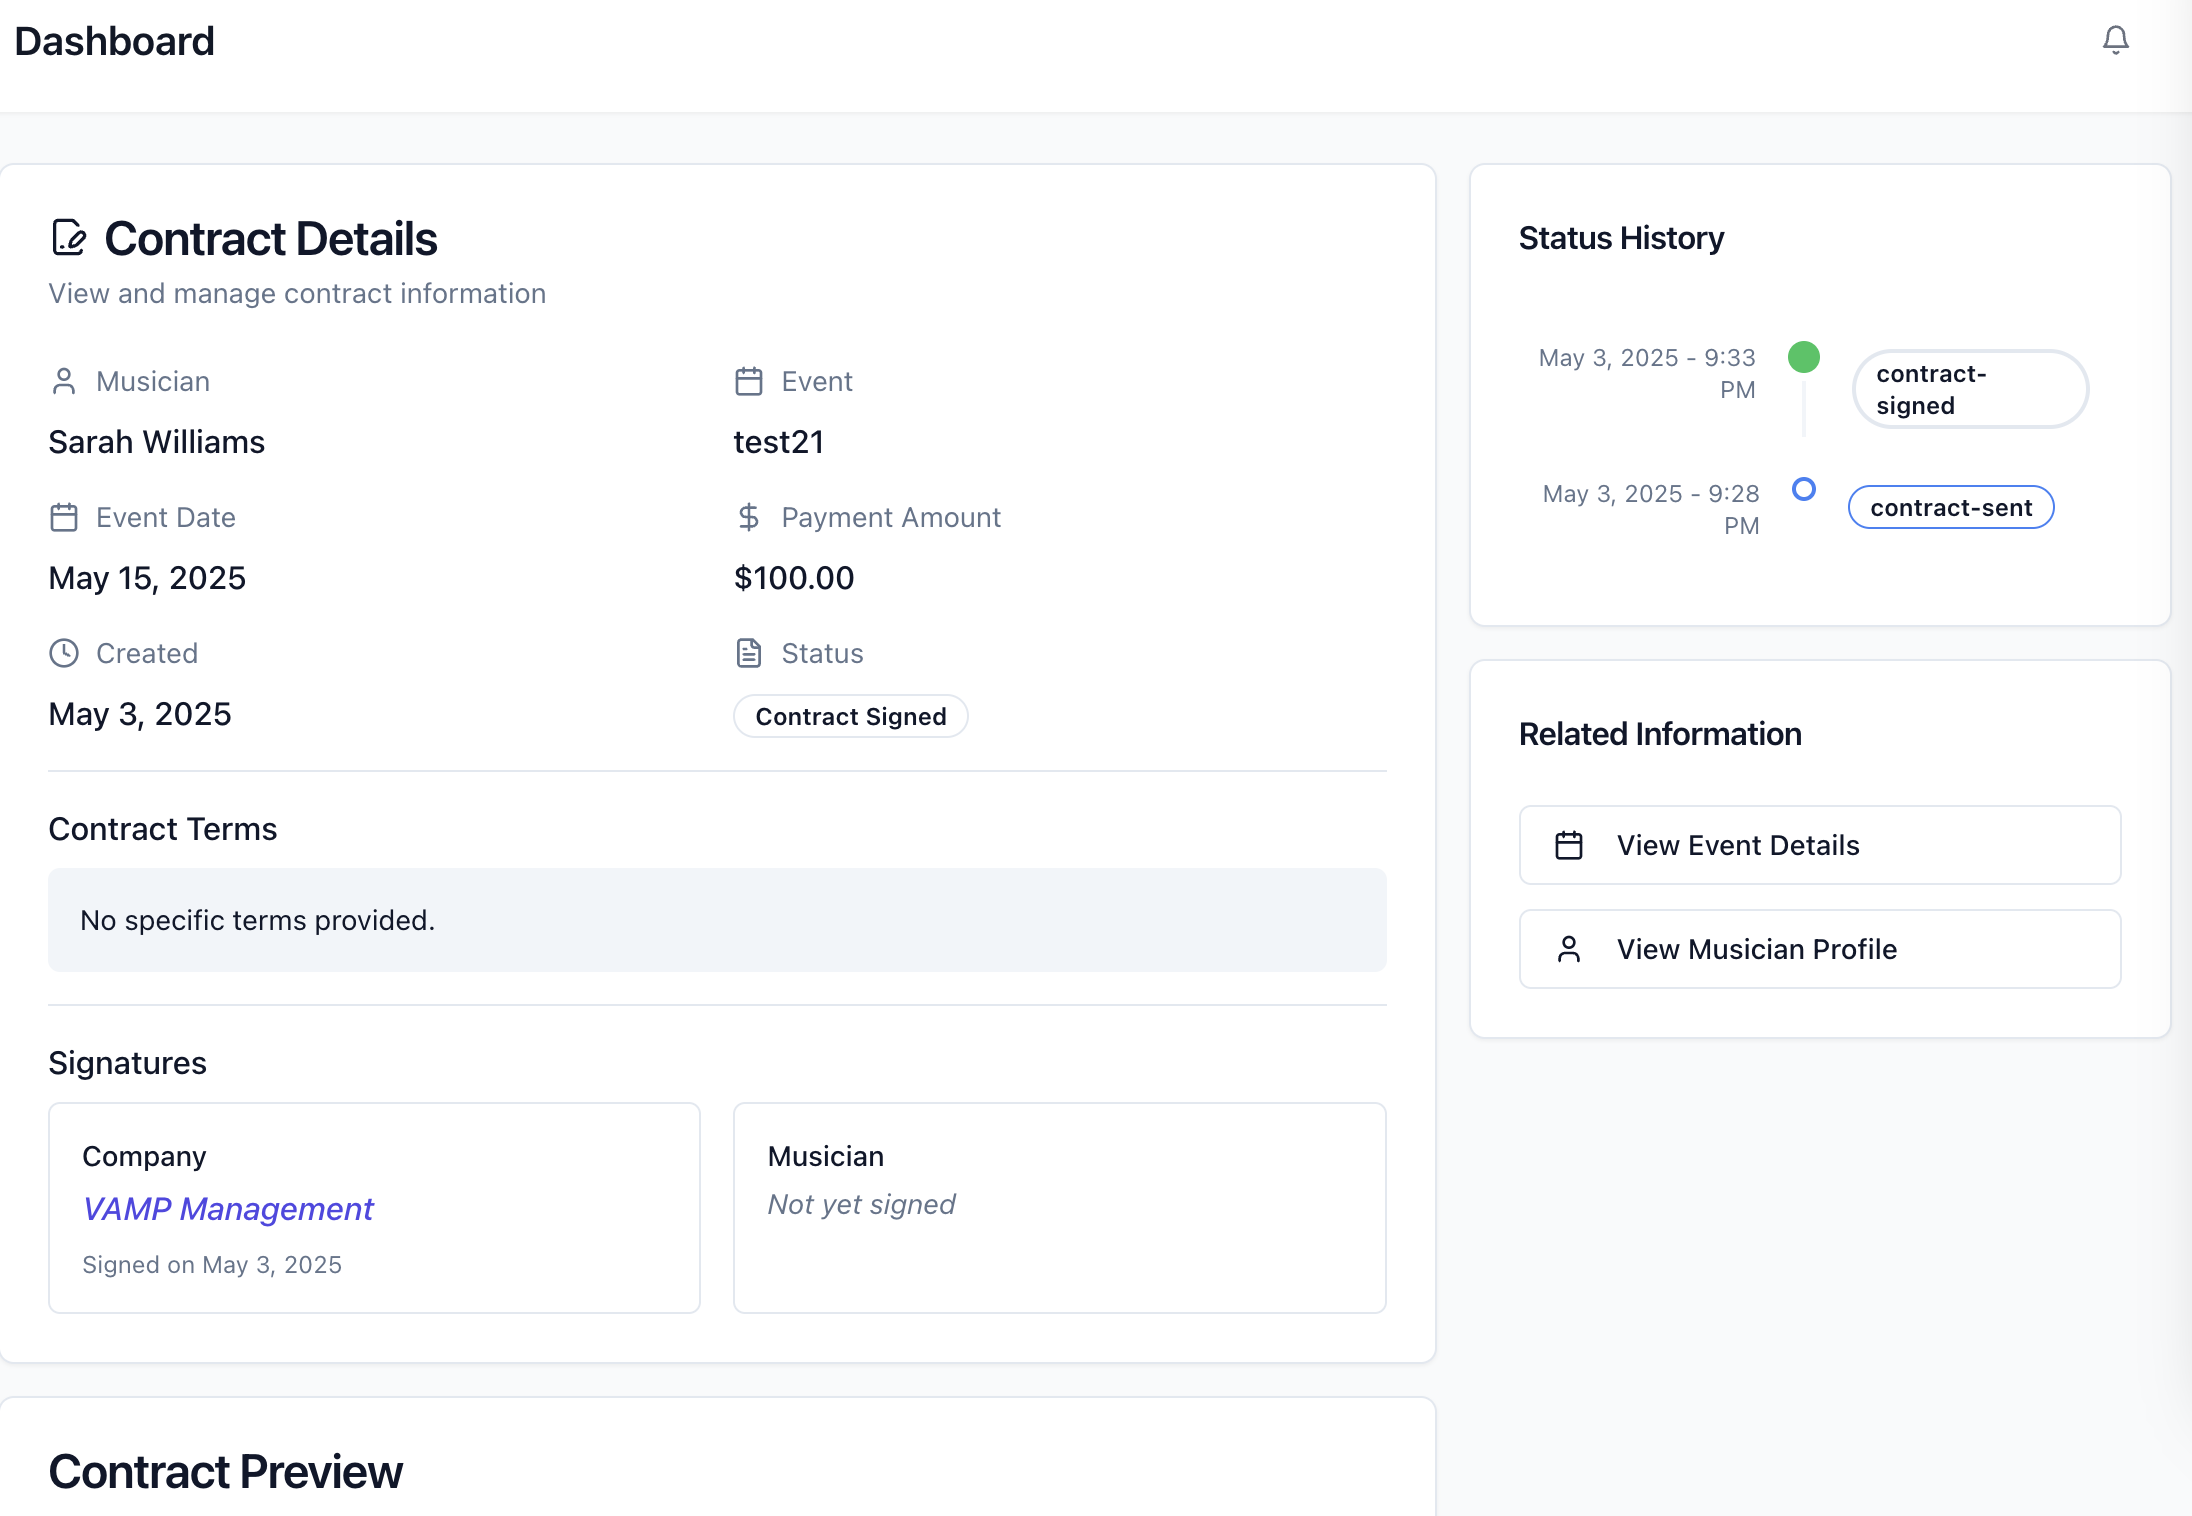 Dashboard
Contract Details
View and manage contract information
Musician
Sarah Williams
Event
test21
Event Date
May 15, 2025
Payment Amount
$100.00
Created
May 3, 2025
Status
Contract Signed
Contract Terms
No specific terms provided.
Signatures
Company
VAMP Management
Signed on May 3, 2025
Musician
Not yet signed
Contract Preview
Status History
May 3, 2025 - 9:33
PM
contract-
signed
May 3, 2025 - 9:28
PM
contract-sent
Related Information
View Event Details
View Musician Profile